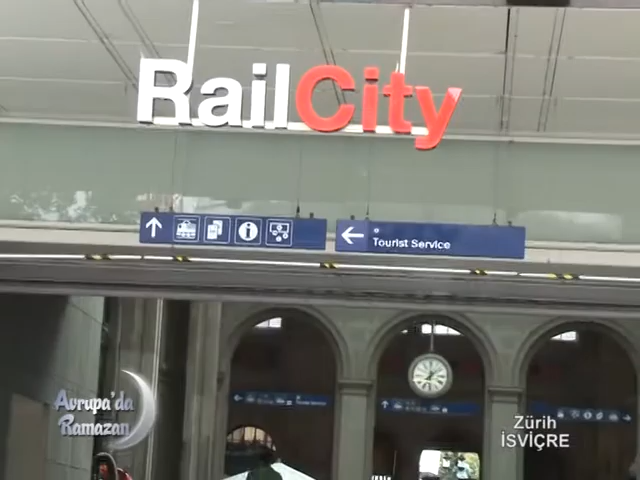 RailCity
Tourist Service
Avrupa'da
Ramazan
Zürih
İSVİÇRE